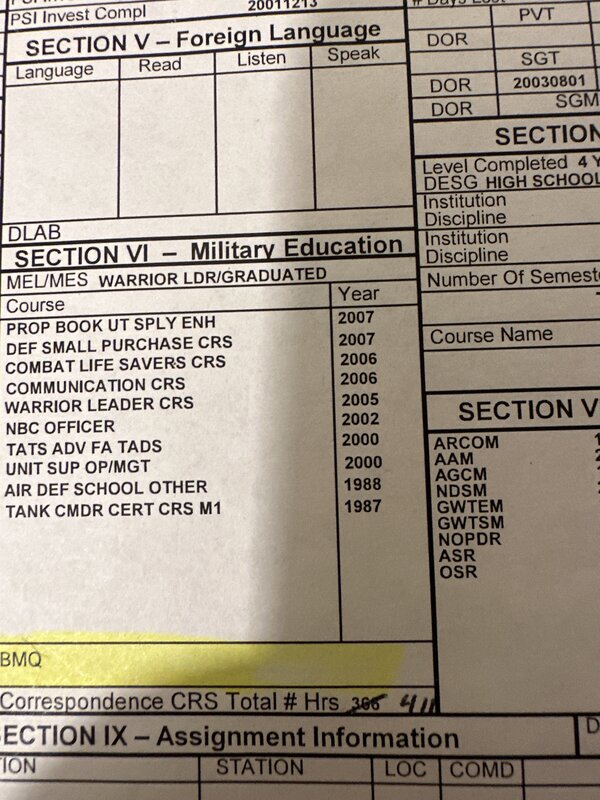 PSI Invest Compl 20011213
SECTION V – Foreign Language
Language Read Listen Speak
DLAB
SECTION VI – Military Education
MEL/MES WARRIOR LDR/GRADUATED
Course Year
PROP BOOK UT SPLY ENH 2007
DEF SMALL PURCHASE CRS 2007
COMBAT LIFE SAVERS CRS 2006
COMMUNICATION CRS 2006
WARRIOR LEADER CRS 2005
NBC OFFICER 2002
TATS ADV FA TADS 2000
UNIT SUP OP/MGT 2000
AIR DEF SCHOOL OTHER 1988
TANK CMDR CERT CRS M1 1987
BMQ
Correspondence CRS Total # Hrs 306 411
PVT
DOR
SGT
DOR 20030801
DOR SGM
SECTION
Level Completed 4 Y
DESG HIGH SCHOOL
Institution
Discipline
Institution
Discipline
Number Of Semest
Course Name
SECTION V
ARCOM 1
AAM 2
AGCM
NDSM
GWTEM
GWTSM
NOPDR
ASR
OSR
ECTION IX – Assignment Information
ION STATION LOC COMD
D